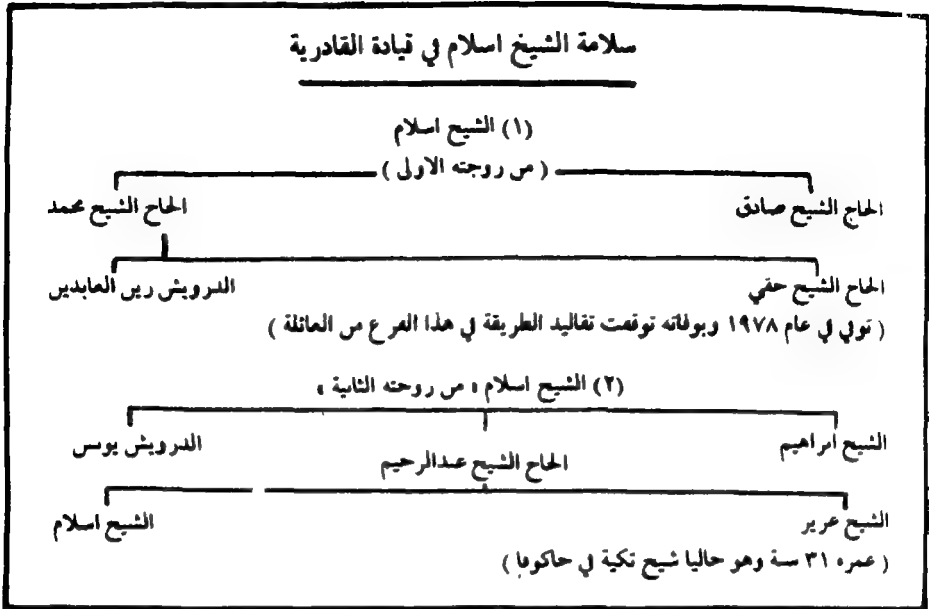 سلامة الشيخ اسلام في قيادة القادرية
(١) الشيخ اسلام
( من زوجته الاولى )
الحاج الشيخ صادق الحاج الشيخ محمد
الحاج الشيخ حقي الدرويش زين العابدين
( توفي في عام ١٩٧٨ وبوفاته توقفت تقاليد الطريقة في هذا الفرع من العائلة )
(٢) الشيخ اسلام « من زوجته الثانية »
الشيخ ابراهيم الحاج الشيخ عبدالرحيم الدرويش يونس
الشيخ عزيز الشيخ اسلام
( عمره ٣١ سنة وهو حاليا شيخ تكية في جاكوفا )